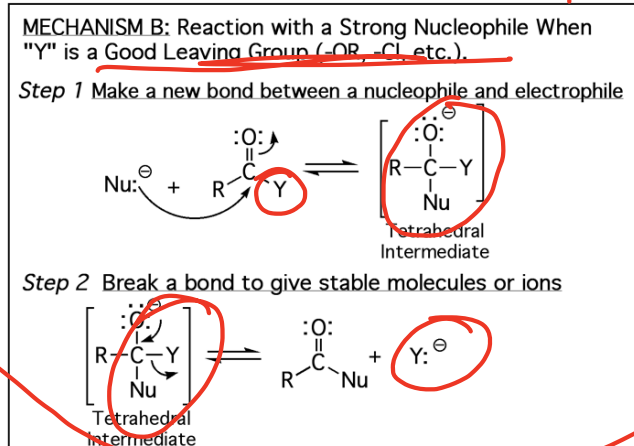 MECHANISM B: Reaction with a Strong Nucleophile When
"Y" is a Good Leaving Group (-OR, -Cl, etc.).
Step 1 Make a new bond between a nucleophile and electrophile
:O:
C
Nu:⊖ + R Y
:O:⊖
R–C–Y
Nu
Tetrahedral
Intermediate
Step 2 Break a bond to give stable molecules or ions
:O:⊖
R–C–Y
Nu
Tetrahedral
Intermediate
:O:
C
R Nu
+ Y:⊖